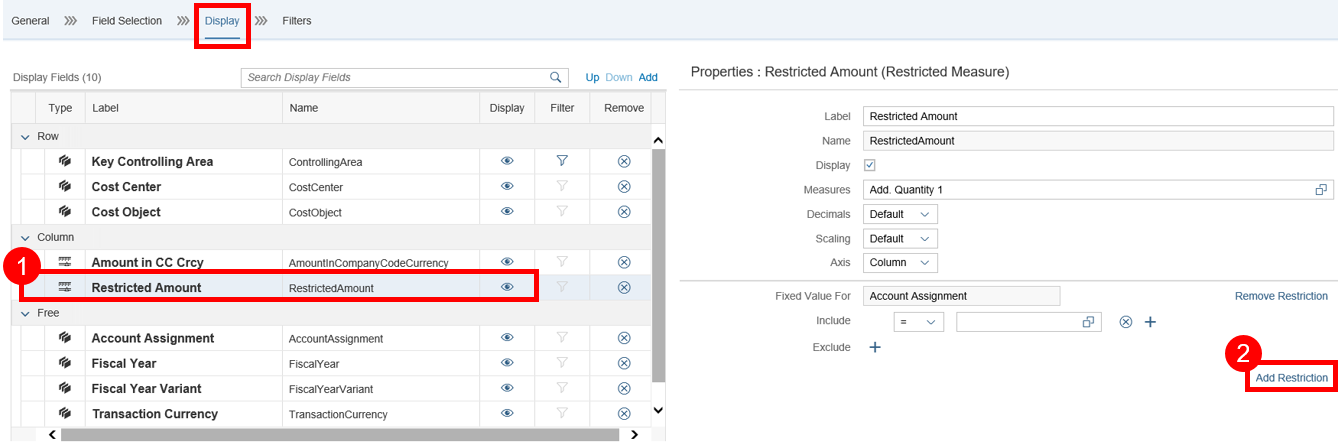 General Field Selection Display Filters
Display Fields (10) Search Display Fields Up Down Add
Type Label Name Display Filter Remove
Row
Key Controlling Area ControllingArea
Cost Center CostCenter
Cost Object CostObject
Column
1
Amount in CC Crcy AmountInCompanyCodeCurrency
Restricted Amount RestrictedAmount
Free
Account Assignment AccountAssignment
Fiscal Year FiscalYear
Fiscal Year Variant FiscalYearVariant
Transaction Currency TransactionCurrency
Properties : Restricted Amount (Restricted Measure)
Label Restricted Amount
Name RestrictedAmount
Display
Measures Add. Quantity 1
Decimals Default
Scaling Default
Axis Column
Fixed Value For Account Assignment Remove Restriction
Include =
Exclude
2
Add Restriction